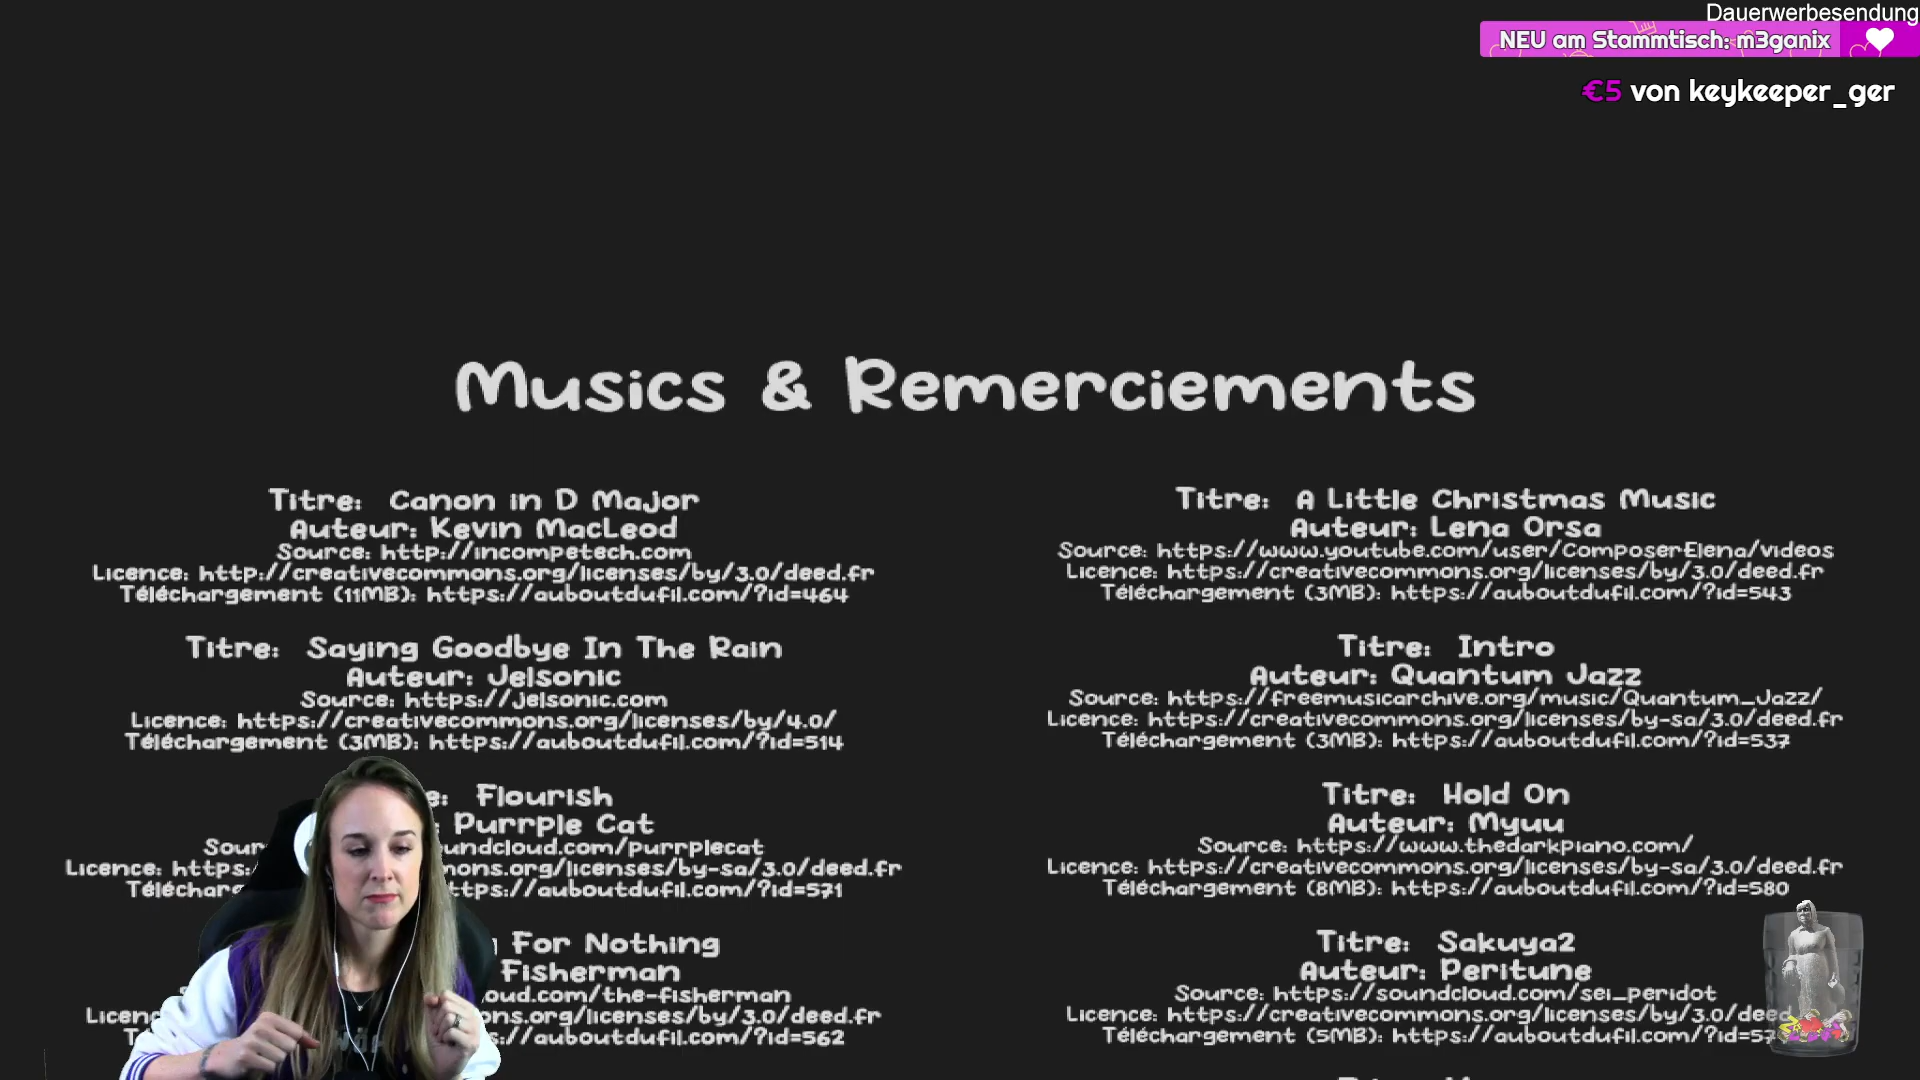 Dauerwerbesendung
NEU am Stammtisch: m3ganix
€5 von keykeeper_ger
Musics & Remerciements
Titre: Canon in D Major
Auteur: Kevin MacLeod
Source: http://incompetech.com
Licence: http://creativecommons.org/licenses/by/3.0/deed.fr
Téléchargement (11MB): https://auboutdufil.com/?id=464
Titre: Saying Goodbye In The Rain
Auteur: Jelsonic
Source: https://jelsonic.com
Licence: https://creativecommons.org/licenses/by/4.0/
Téléchargement (3MB): https://auboutdufil.com/?id=514
Flourish
Purrple Cat
undcloud.com/purrplecat
Licence: https: mons.org/licenses/by-sa/3.0/deed.fr
ttps://auboutdufil.com/?id=571
For Nothing
Fisherman
oud.com/the-fisherman
ons.org/licenses/by/3.0/deed.fr
s://auboutdufil.com/?id=562
Titre: A Little Christmas Music
Auteur: Lena Orsa
Source: https://www.youtube.com/user/ComposerElena/videos
Licence: https://creativecommons.org/licenses/by/3.0/deed.fr
Téléchargement (3MB): https://auboutdufil.com/?id=543
Titre: Intro
Auteur: Quantum Jazz
Source: https://freemusicarchive.org/music/Quantum_Jazz/
Licence: https://creativecommons.org/licenses/by-sa/3.0/deed.fr
Téléchargement (3MB): https://auboutdufil.com/?id=537
Titre: Hold On
Auteur: Myuu
Source: https://www.thedarkpiano.com/
Licence: https://creativecommons.org/licenses/by-sa/3.0/deed.fr
Téléchargement (8MB): https://auboutdufil.com/?id=580
Titre: Sakuya2
Auteur: Peritune
Source: https://soundcloud.com/sei_peridot
Licence: https://creativecommons.org/licenses/by/3.0/deed
Téléchargement (5MB): https://auboutdufil.com/?id=57